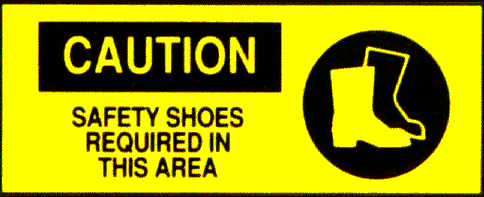 CAUTION
SAFETY SHOES
REQUIRED IN
THIS AREA